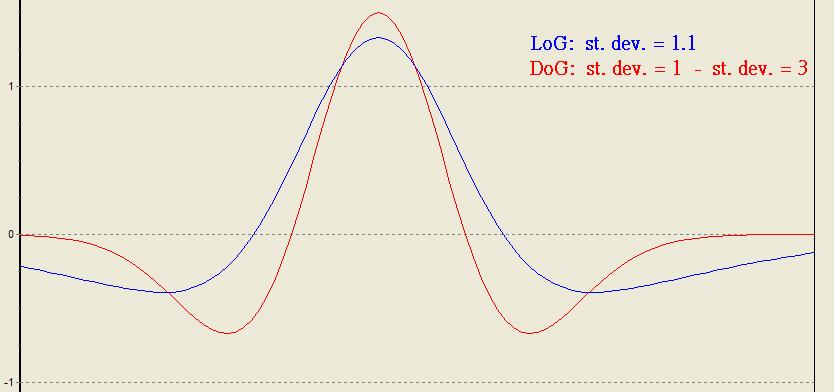 LoG: st. dev. = 1.1
DoG: st. dev. = 1 - st. dev. = 3
1
0
-1